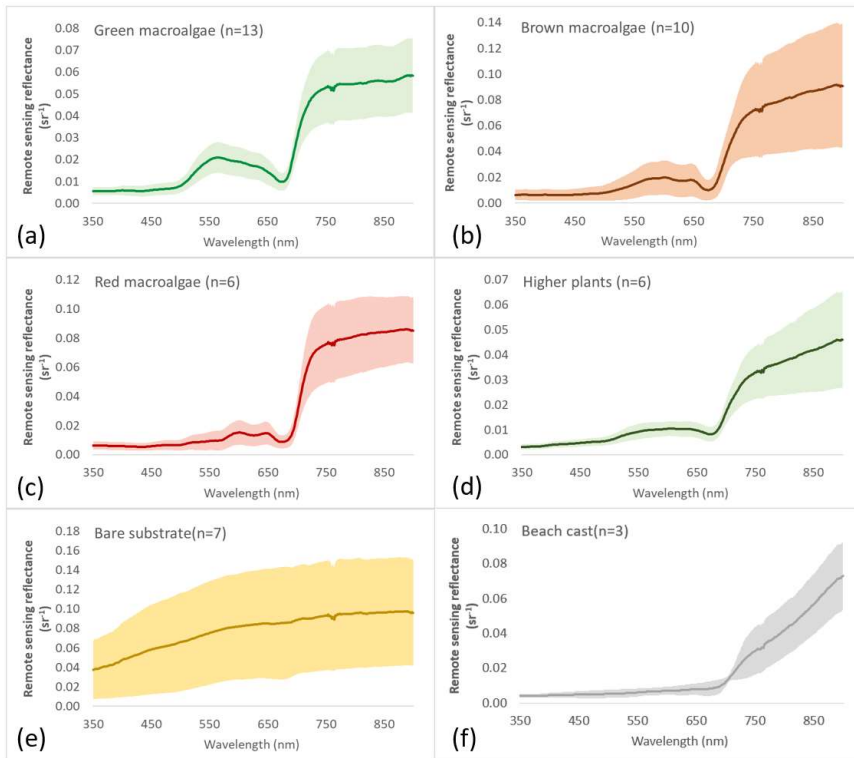 Green macroalgae (n=13)
Remote sensing reflectance
(sr⁻¹)
0.08
0.07
0.06
0.05
0.04
0.03
0.02
0.01
0.00
350 450 550 650 750 850
Wavelength (nm)
(a)
Brown macroalgae (n=10)
Remote sensing reflectance
(sr⁻¹)
0.14
0.12
0.10
0.08
0.06
0.04
0.02
0.00
350 450 550 650 750 850
Wavelength (nm)
(b)
Red macroalgae (n=6)
Remote sensing reflectance
(sr⁻¹)
0.12
0.10
0.08
0.06
0.04
0.02
0.00
350 450 550 650 750 850
Wavelength (nm)
(c)
Higher plants (n=6)
Remote sensing reflectance
(sr⁻¹)
0.07
0.06
0.05
0.04
0.03
0.02
0.01
0.00
350 450 550 650 750 850
Wavelength (nm)
(d)
Bare substrate(n=7)
Remote sensing reflectance
(sr⁻¹)
0.18
0.16
0.14
0.12
0.10
0.08
0.06
0.04
0.02
0.00
350 450 550 650 750 850
Wavelength (nm)
(e)
Beach cast(n=3)
Remote sensing reflectance
(sr⁻¹)
0.10
0.08
0.06
0.04
0.02
0.00
350 450 550 650 750 850
Wavelength (nm)
(f)